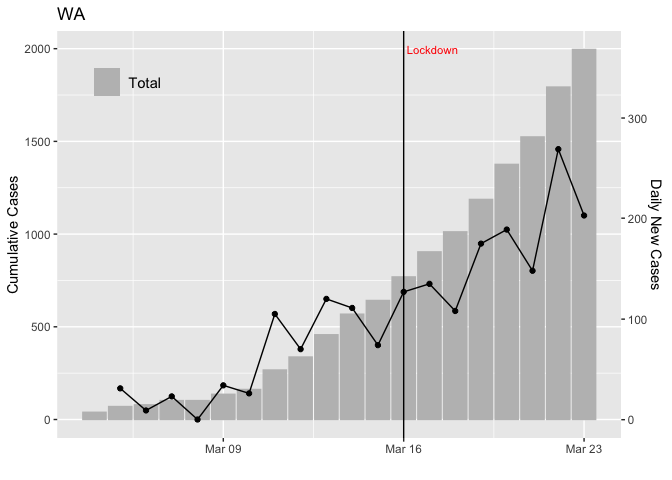 WA
Lockdown
Total
Cumulative Cases
2000
1500
1000
500
0
Daily New Cases
300
200
100
0
Mar 09
Mar 16
Mar 23